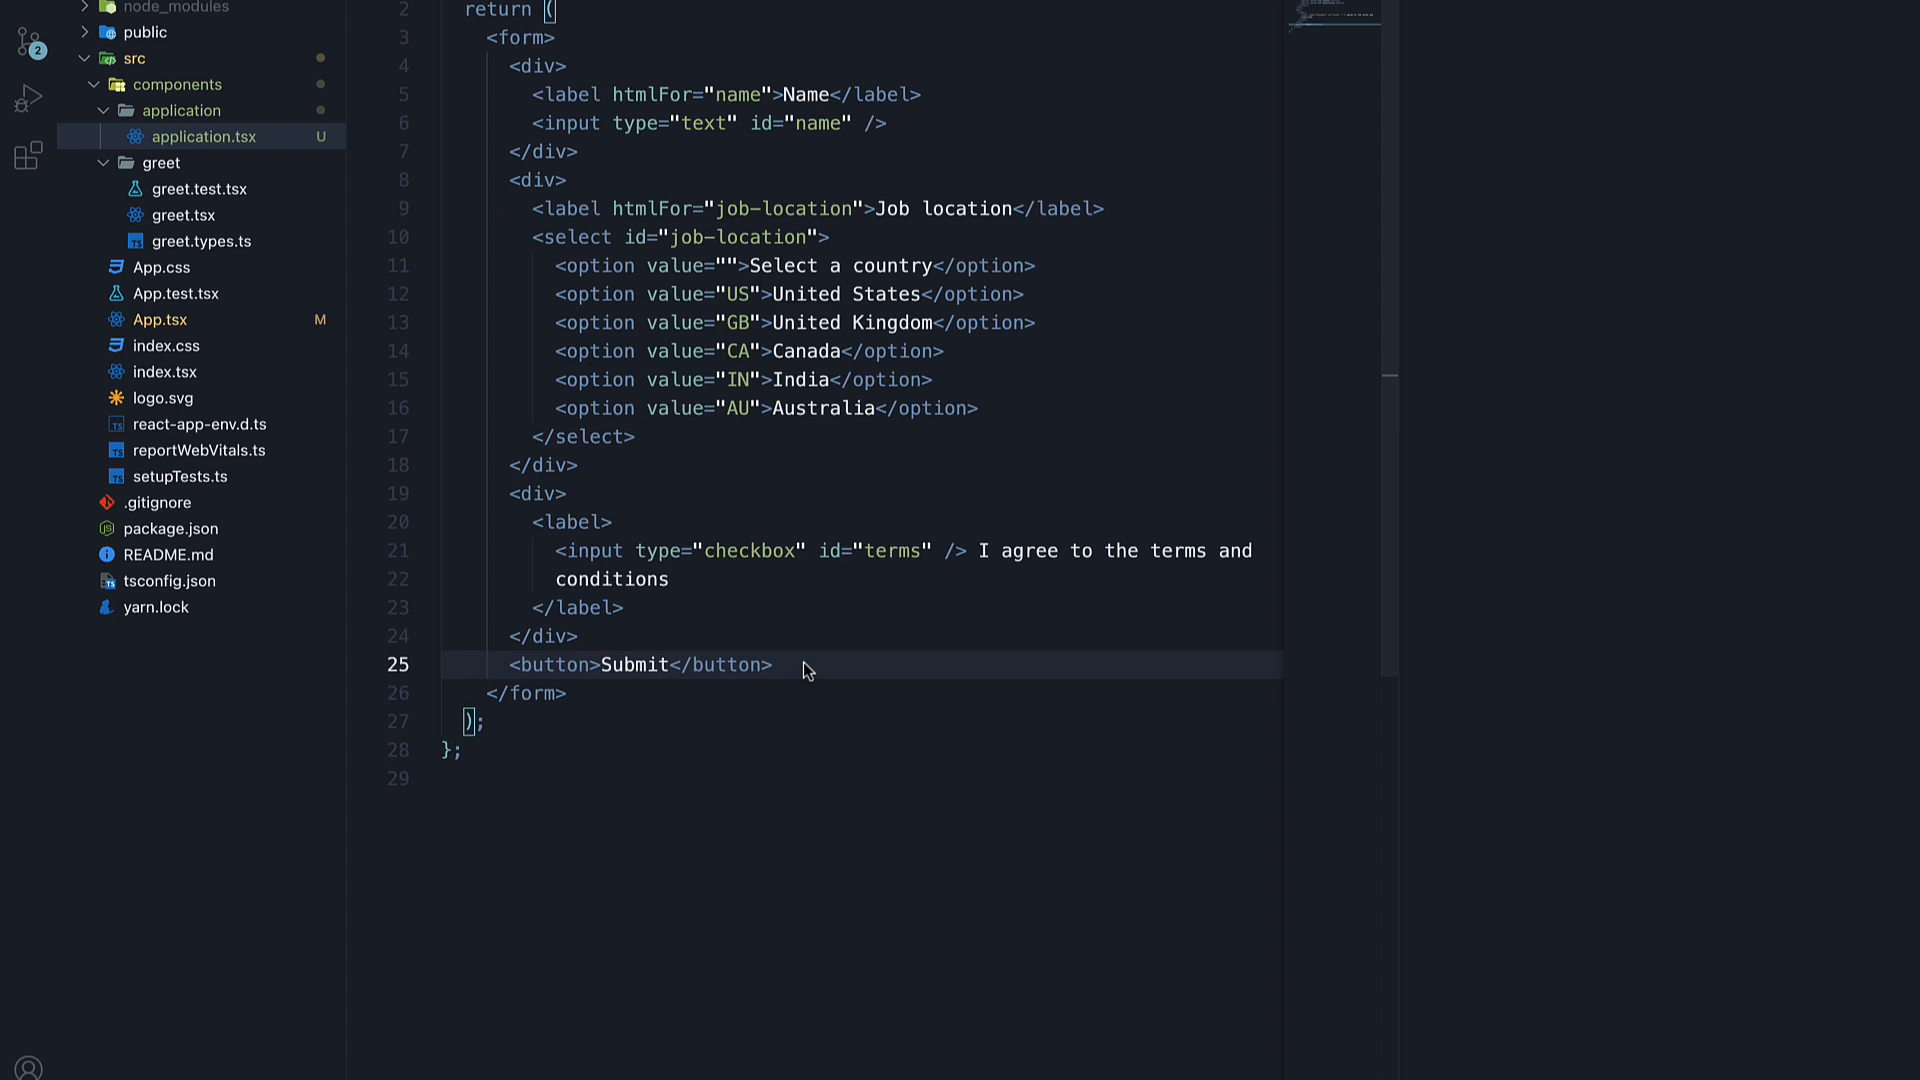 node_modules
public
src
components
application
application.tsx U
greet
greet.test.tsx
greet.tsx
greet.types.ts
App.css
App.test.tsx
App.tsx M
index.css
index.tsx
logo.svg
react-app-env.d.ts
reportWebVitals.ts
setupTests.ts
.gitignore
package.json
README.md
tsconfig.json
yarn.lock
2
2 return (
3 <form>
4 <div>
5 <label htmlFor="name">Name</label>
6 <input type="text" id="name" />
7 </div>
8 <div>
9 <label htmlFor="job-location">Job location</label>
10 <select id="job-location">
11 <option value="">Select a country</option>
12 <option value="US">United States</option>
13 <option value="GB">United Kingdom</option>
14 <option value="CA">Canada</option>
15 <option value="IN">India</option>
16 <option value="AU">Australia</option>
17 </select>
18 </div>
19 <div>
20 <label>
21 <input type="checkbox" id="terms" /> I agree to the terms and
22 conditions
23 </label>
24 </div>
25 <button>Submit</button>
26 </form>
27 );
28 };
29